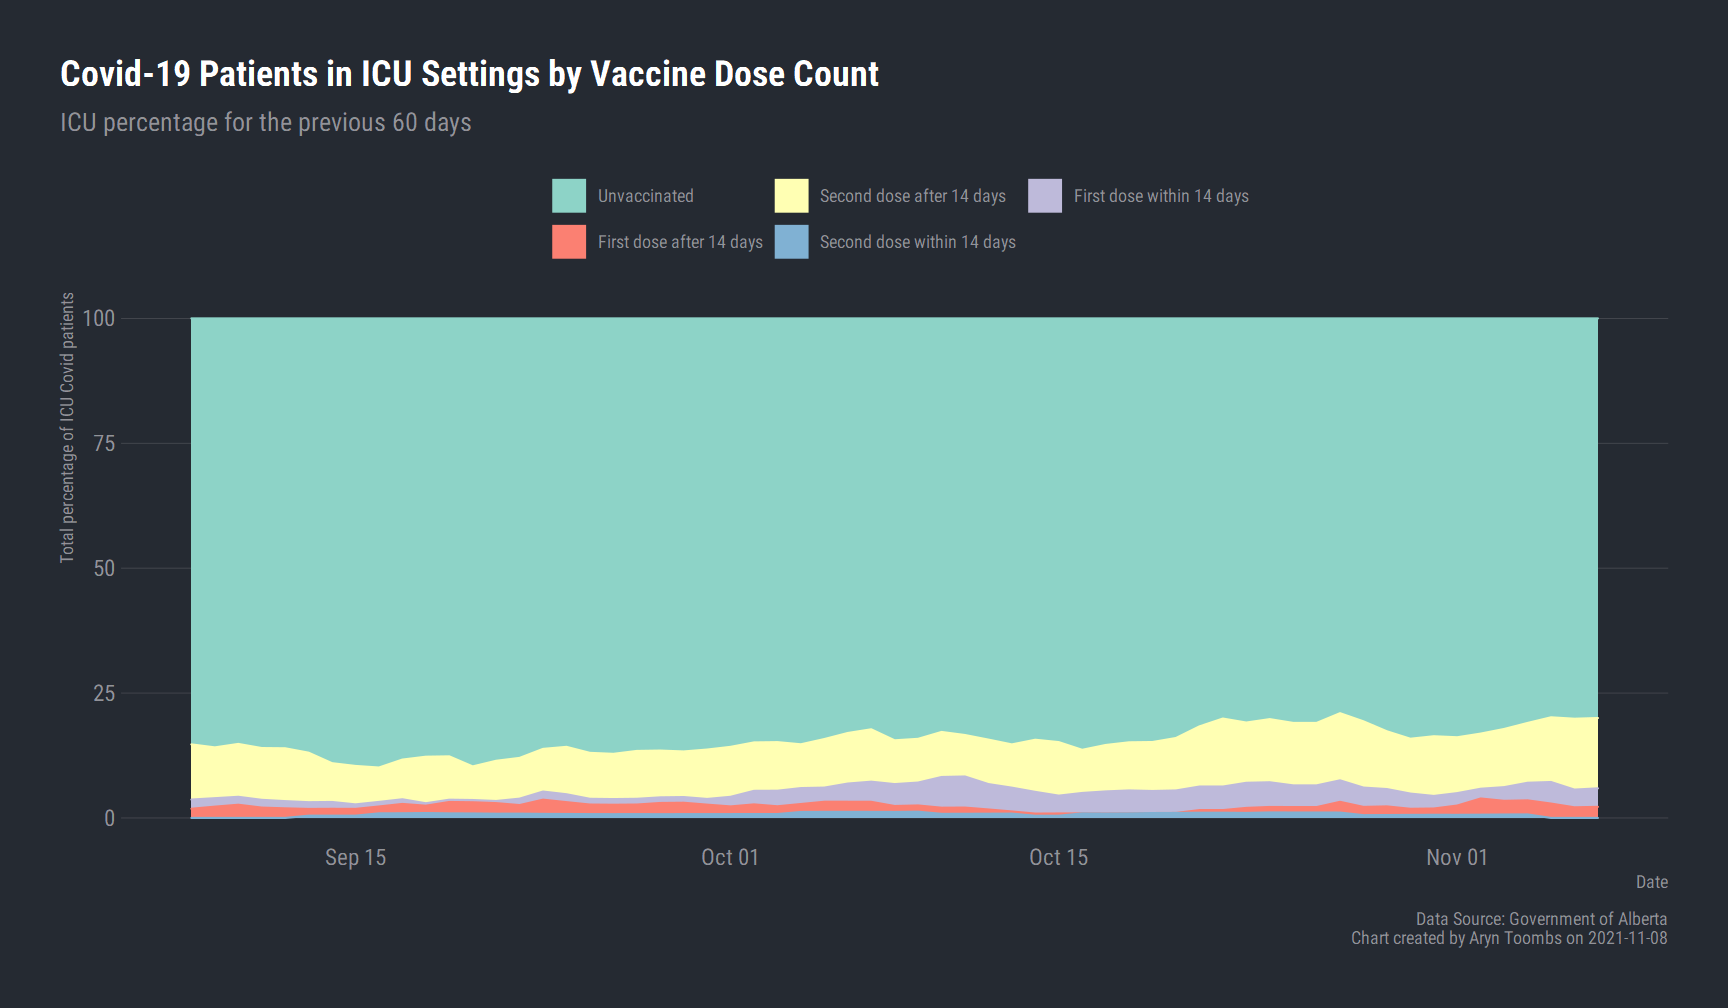 Covid-19 Patients in ICU Settings by Vaccine Dose Count
ICU percentage for the previous 60 days
Unvaccinated
Second dose after 14 days
First dose within 14 days
First dose after 14 days
Second dose within 14 days
Total percentage of ICU Covid patients
100
75
50
25
0
Sep 15
Oct 01
Oct 15
Nov 01
Date
Data Source: Government of Alberta
Chart created by Aryn Toombs on 2021-11-08